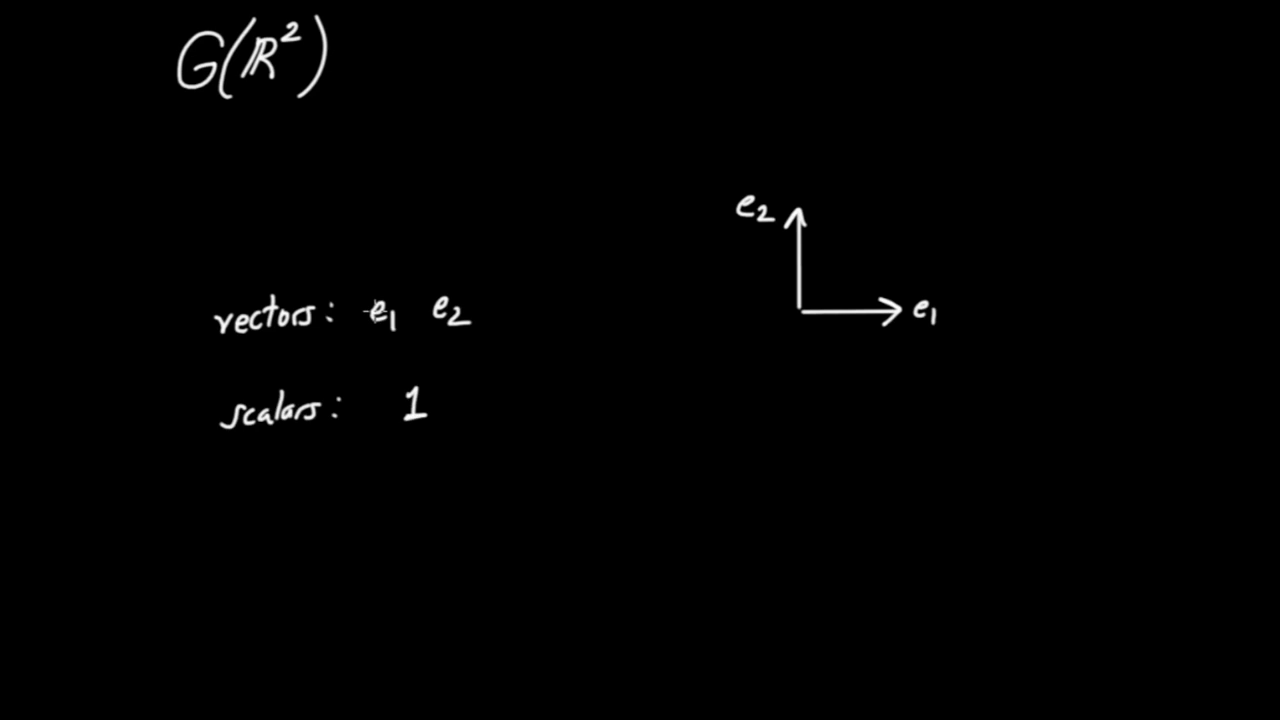 G(ℝ²)
e₂
vectors: e₁ e₂
e₁
scalars: 1